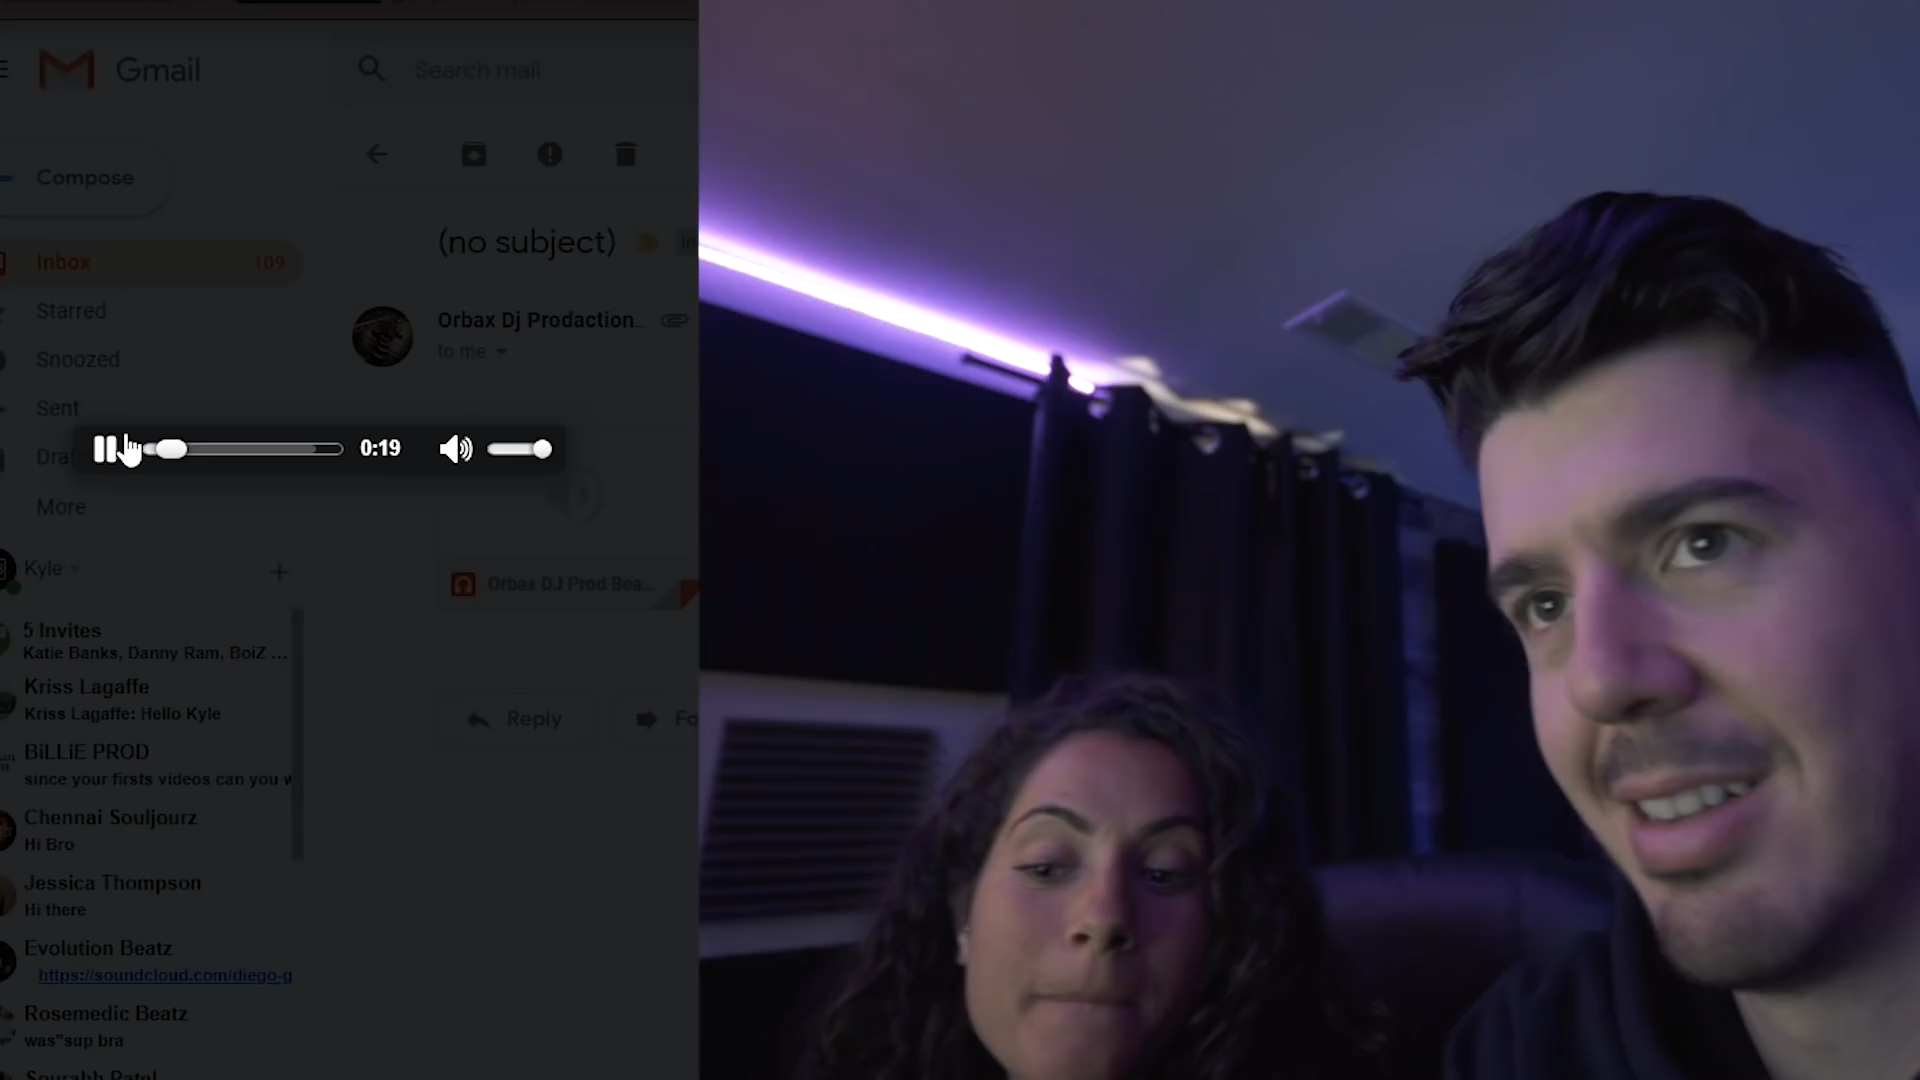 Gmail
Search mail
Compose
(no subject)
Inbox 109
Starred
Orbax Dj Prodaction...
to me
Snoozed
Sent
0:19
More
Kyle
Orbax DJ Prod Bea...
5 Invites
Katie Banks, Danny Ram, BoiZ ...
Kriss Lagaffe
Kriss Lagaffe: Hello Kyle
Reply
BiLLiE PROD
since your firsts videos can you
Chennai Souljourz
Hi Bro
Jessica Thompson
Hi there
Evolution Beatz
https://soundcloud.com/diego-g
Rosemedic Beatz
was"sup bra
Sourabh Patel